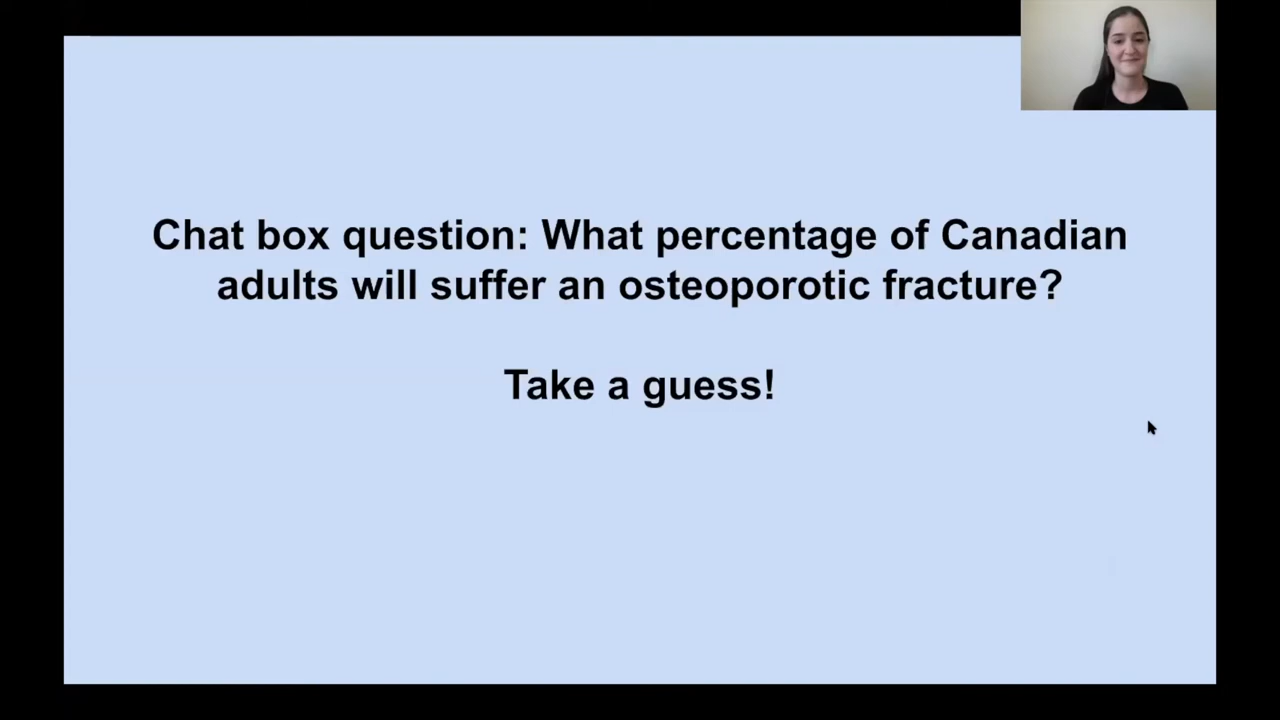 Chat box question: What percentage of Canadian
adults will suffer an osteoporotic fracture?
Take a guess!